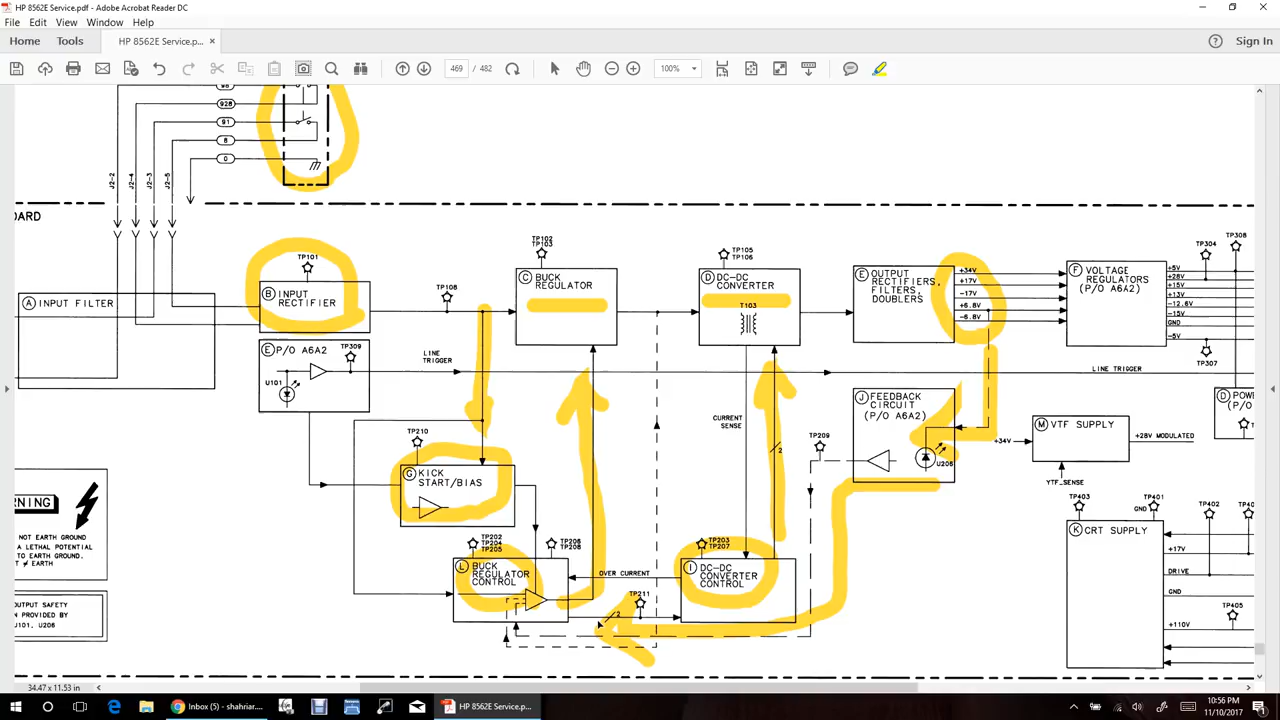 HP 8562E Service.pdf - Adobe Acrobat Reader DC
File Edit View Window Help
Home Tools HP 8562E Service.p... × Sign In
469 / 482 100%
928
91
8
0
J2-2
J2-4
J2-3
J2-5
OARD
TP101
B INPUT
RECTIFIER
A INPUT FILTER
TP108
TP102
TP103
C BUCK
REGULATOR
TP105
TP106
D DC-DC
CONVERTER
T103
E OUTPUT
RECTIFIERS,
FILTERS,
DOUBLERS
+34V
+17V
-17V
+6.8V
-6.8V
F VOLTAGE
REGULATORS
(P/O A6A2)
TP304
TP308
+5V
+28V
+15V
+13V
-12.6V
-15V
GND
-5V
TP307
E P/O A6A2
TP309
U101
LINE
TRIGGER
LINE TRIGGER
TP210
G KICK
START/BIAS
CURRENT
SENSE
2
TP209
J FEEDBACK
CIRCUIT
(P/O A6A2)
U206
+34V
M VTF SUPPLY
+28V MODULATED
YTF_SENSE
D POW
(P/O
TP202
TP204
TP205
TP206
TP208
L BUCK
REGULATOR
CONTROL
OVER CURRENT
TP211
2
TP203
TP207
I DC-DC
CONVERTER
CONTROL
TP403
TP401
GND
TP402
TP40
K CRT SUPPLY
+17V
DRIVE
GND
TP405
+110V
RNING
NOT EARTH GROUND
A LETHAL POTENTIAL
TO EARTH GROUND.
≠ EARTH
OUTPUT SAFETY
N PROVIDED BY
U101, U206
34.47 x 11.53 in
Inbox (9) - shahriar....
HP 8562E Service.p...
10:56 PM
11/10/2017